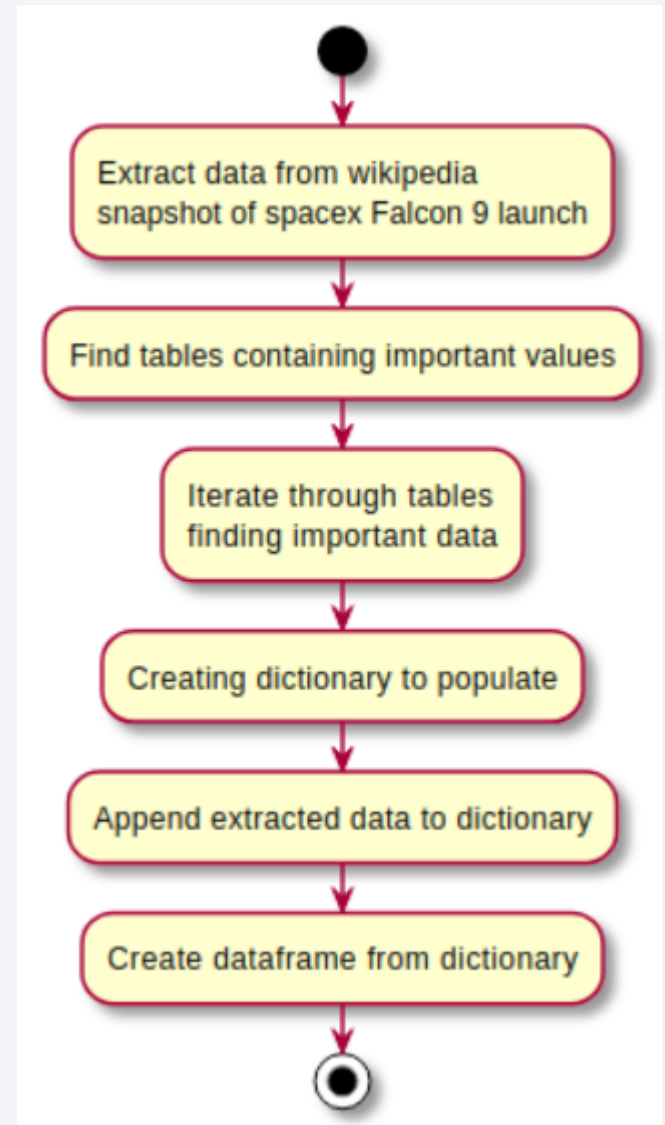 Extract data from wikipedia
snapshot of spacex Falcon 9 launch
Find tables containing important values
Iterate through tables
finding important data
Creating dictionary to populate
Append extracted data to dictionary
Create dataframe from dictionary